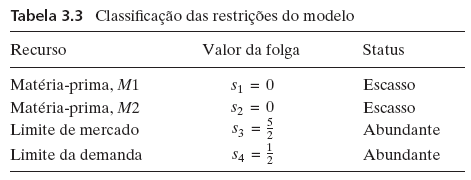 Tabela 3.3 Classificação das restrições do modelo
Recurso Valor da folga Status
Matéria-prima, M1 s₁ = 0 Escasso
Matéria-prima, M2 s₂ = 0 Escasso
Limite de mercado s₃ = 5/2 Abundante
Limite da demanda s₄ = 1/2 Abundante